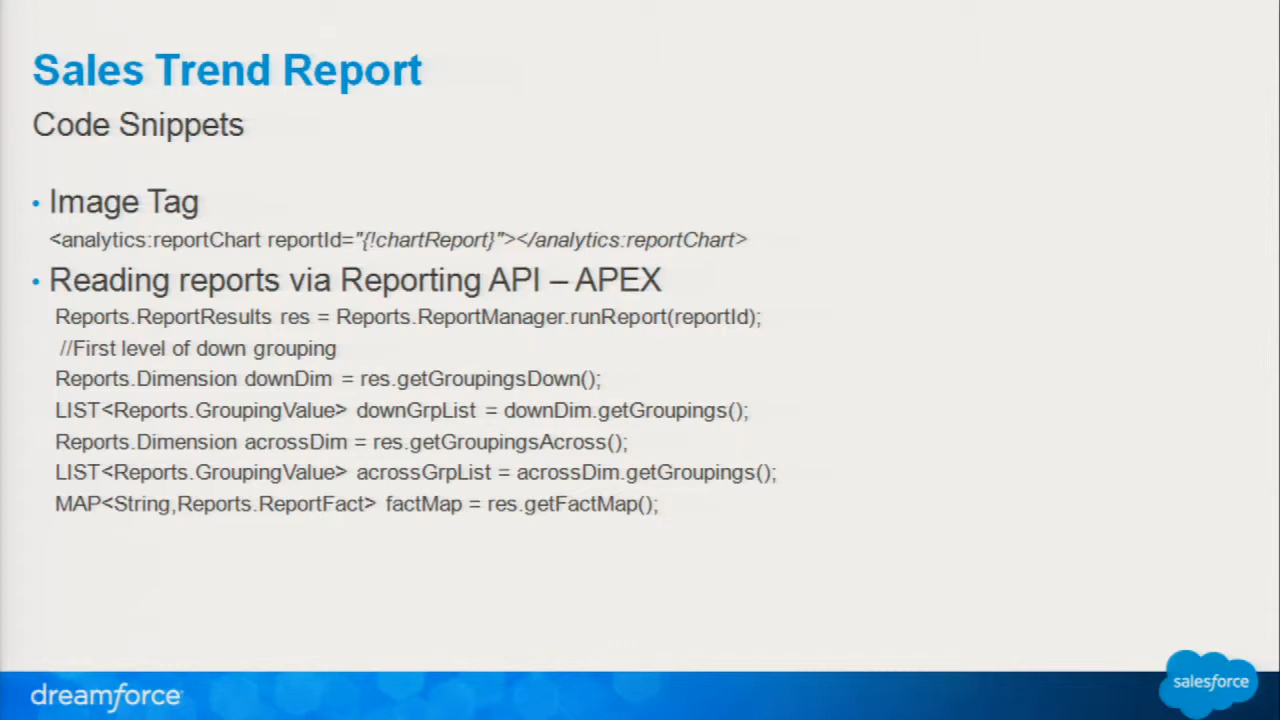 Sales Trend Report
Code Snippets
• Image Tag
<analytics:reportChart reportId="{!chartReport}"></analytics:reportChart>
• Reading reports via Reporting API – APEX
Reports.ReportResults res = Reports.ReportManager.runReport(reportId);
//First level of down grouping
Reports.Dimension downDim = res.getGroupingsDown();
LIST<Reports.GroupingValue> downGrpList = downDim.getGroupings();
Reports.Dimension acrossDim = res.getGroupingsAcross();
LIST<Reports.GroupingValue> acrossGrpList = acrossDim.getGroupings();
MAP<String,Reports.ReportFact> factMap = res.getFactMap();
dreamforce
salesforce